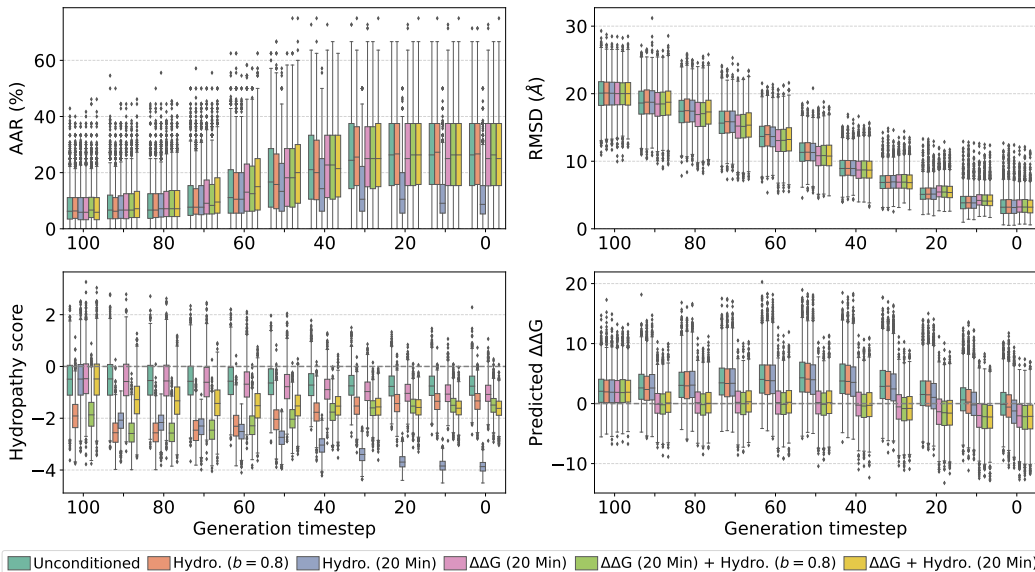 AAR (%)
60
40
20
0
100 80 60 40 20 0
RMSD (Å)
30
20
10
0
100 80 60 40 20 0
Hydropathy score
2
0
−2
−4
100 80 60 40 20 0
Generation timestep
Predicted ΔΔG
20
10
0
−10
100 80 60 40 20 0
Generation timestep
Unconditioned Hydro. (b = 0.8) Hydro. (20 Min) ΔΔG (20 Min) ΔΔG (20 Min) + Hydro. (b = 0.8) ΔΔG + Hydro. (20 Min)